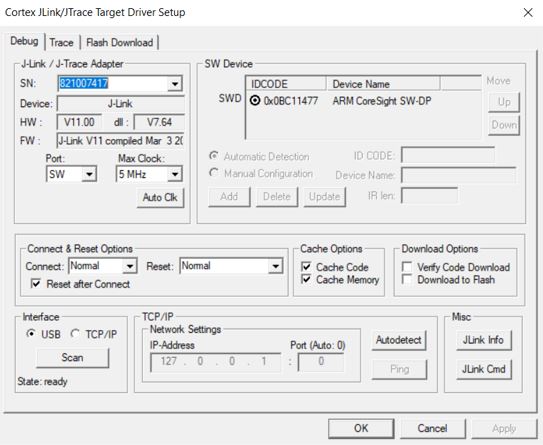 Cortex JLink/JTrace Target Driver Setup
Debug Trace Flash Download
J-Link / J-Trace Adapter
SN: 821007417
Device: J-Link
HW : V11.00 dll : V7.64
FW : J-Link V11 compiled Mar 3 20
Port: Max Clock:
SW 5 MHz
Auto Clk
SW Device
IDCODE Device Name Move
SWD 0x0BC11477 ARM CoreSight SW-DP Up
Down
Automatic Detection ID CODE:
Manual Configuration Device Name:
Add Delete Update IR len:
Connect & Reset Options
Connect: Normal Reset: Normal
Reset after Connect
Cache Options
Cache Code
Cache Memory
Download Options
Verify Code Download
Download to Flash
Interface
USB TCP/IP
Scan
State: ready
TCP/IP
Network Settings
IP-Address Port (Auto: 0)
127 . 0 . 0 . 1 : 0
Autodetect
Ping
Misc
JLink Info
JLink Cmd
OK Cancel Apply